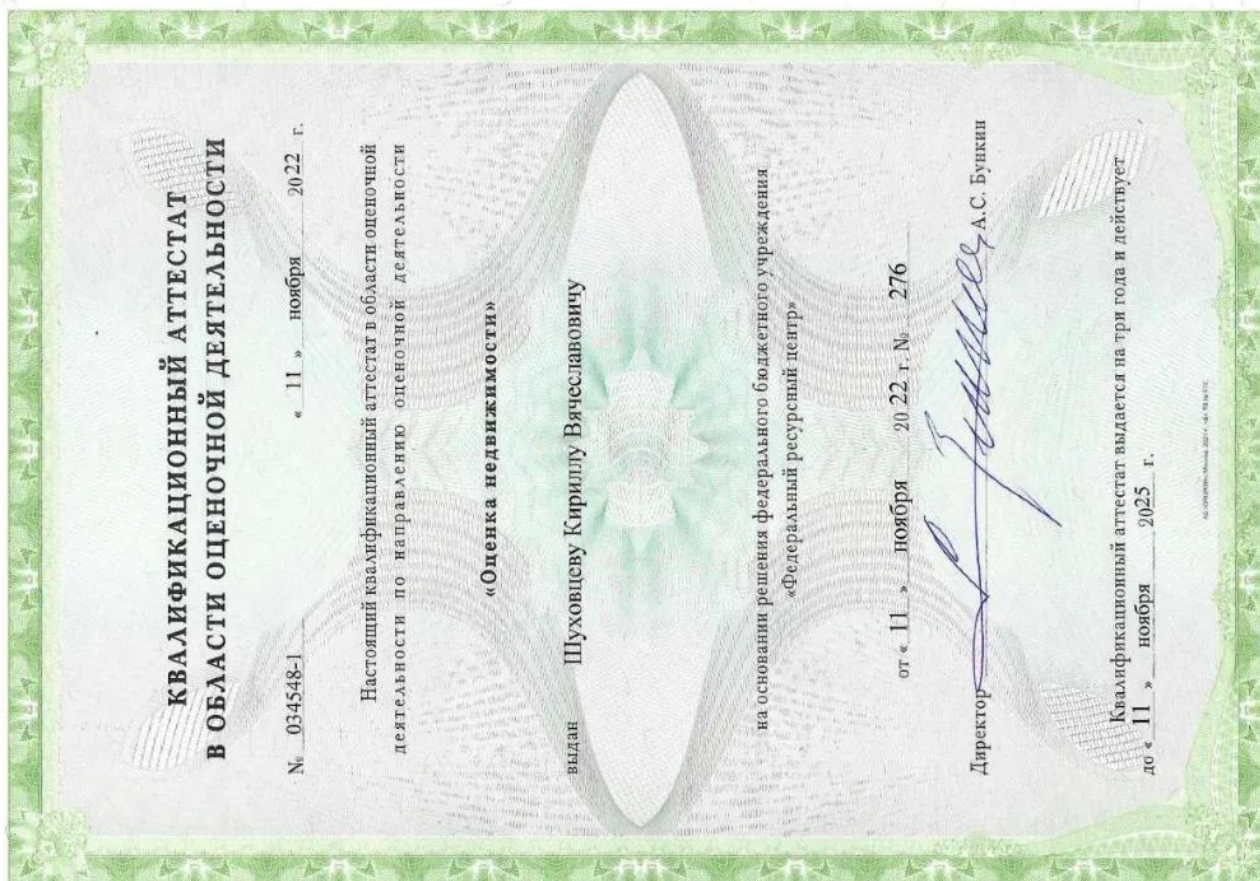 КВАЛИФИКАЦИОННЫЙ АТТЕСТАТ
В ОБЛАСТИ ОЦЕНОЧНОЙ ДЕЯТЕЛЬНОСТИ
№ 034548-1 « 11 » ноября 2022 г.
Настоящий квалификационный аттестат в области оценочной
деятельности по направлению оценочной деятельности
«Оценка недвижимости»
выдан Шуховцеву Кириллу Вячеславовичу
на основании решения федерального бюджетного учреждения
«Федеральный ресурсный центр»
от « 11 » ноября 2022 г. № 276
Директор А.С. Бункин
Квалификационный аттестат выдается на три года и действует
до « 11 » ноября 2025 г.